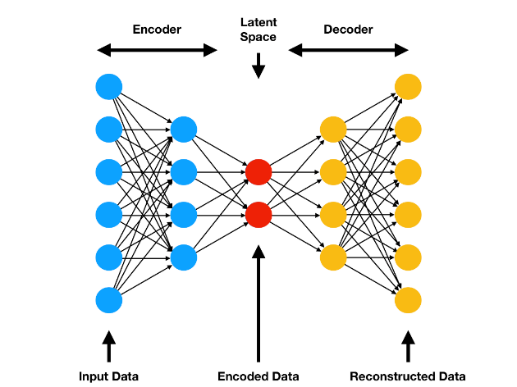 Encoder
Latent
Space
Decoder
Input Data
Encoded Data
Reconstructed Data